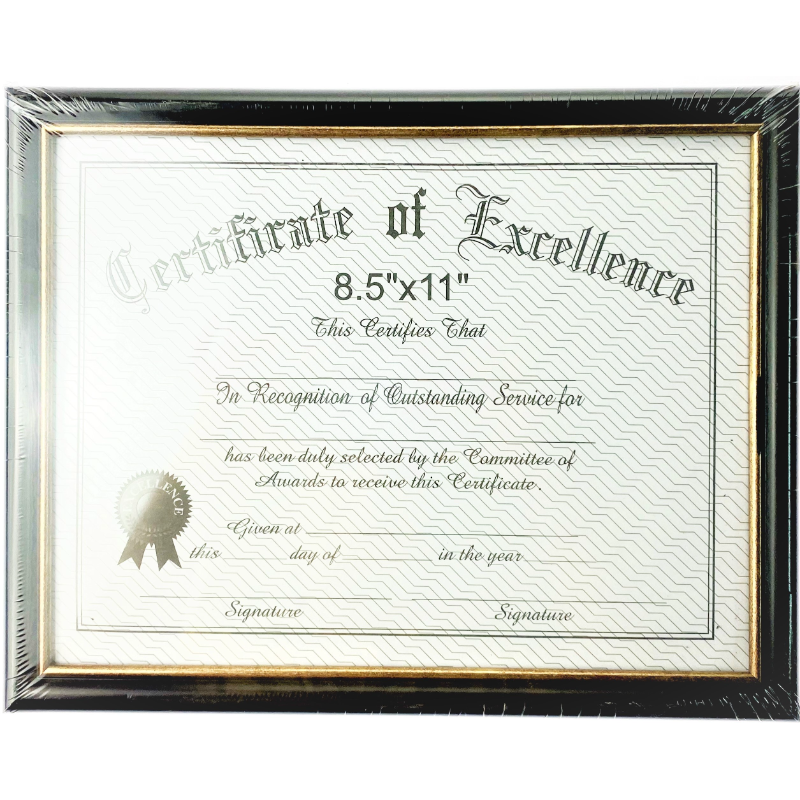 Certificate of Excellence
8.5"x11"
This Certifies That
In Recognition of Outstanding Service for
has been duly selected by the Committee of
Awards to receive this Certificate.
EXCELLENCE
Given at
this day of in the year
Signature Signature